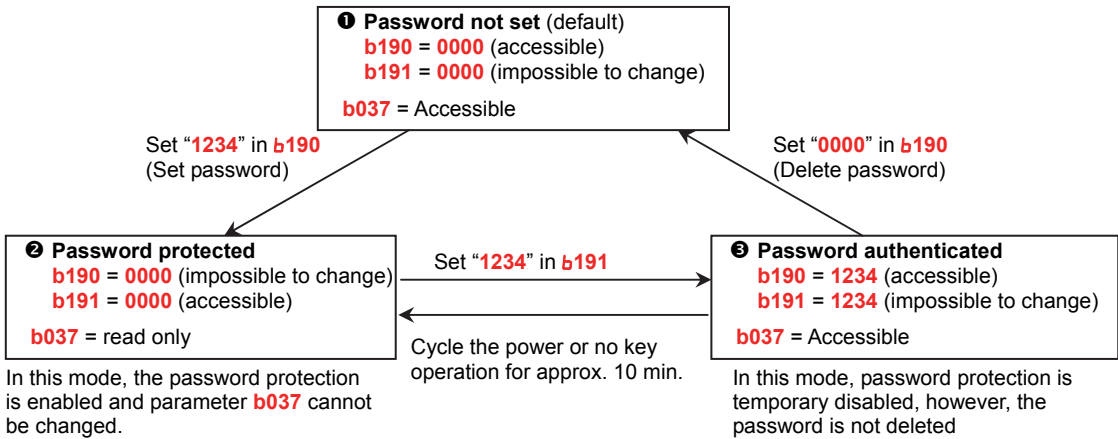 ❶ Password not set (default)
b190 = 0000 (accessible)
b191 = 0000 (impossible to change)
b037 = Accessible
Set “1234” in b190
(Set password)
Set “0000” in b190
(Delete password)
❷ Password protected
b190 = 0000 (impossible to change)
b191 = 0000 (accessible)
b037 = read only
Set “1234” in b191
❸ Password authenticated
b190 = 1234 (accessible)
b191 = 1234 (impossible to change)
b037 = Accessible
Cycle the power or no key
operation for approx. 10 min.
In this mode, the password protection
is enabled and parameter b037 cannot
be changed.
In this mode, password protection is
temporary disabled, however, the
password is not deleted